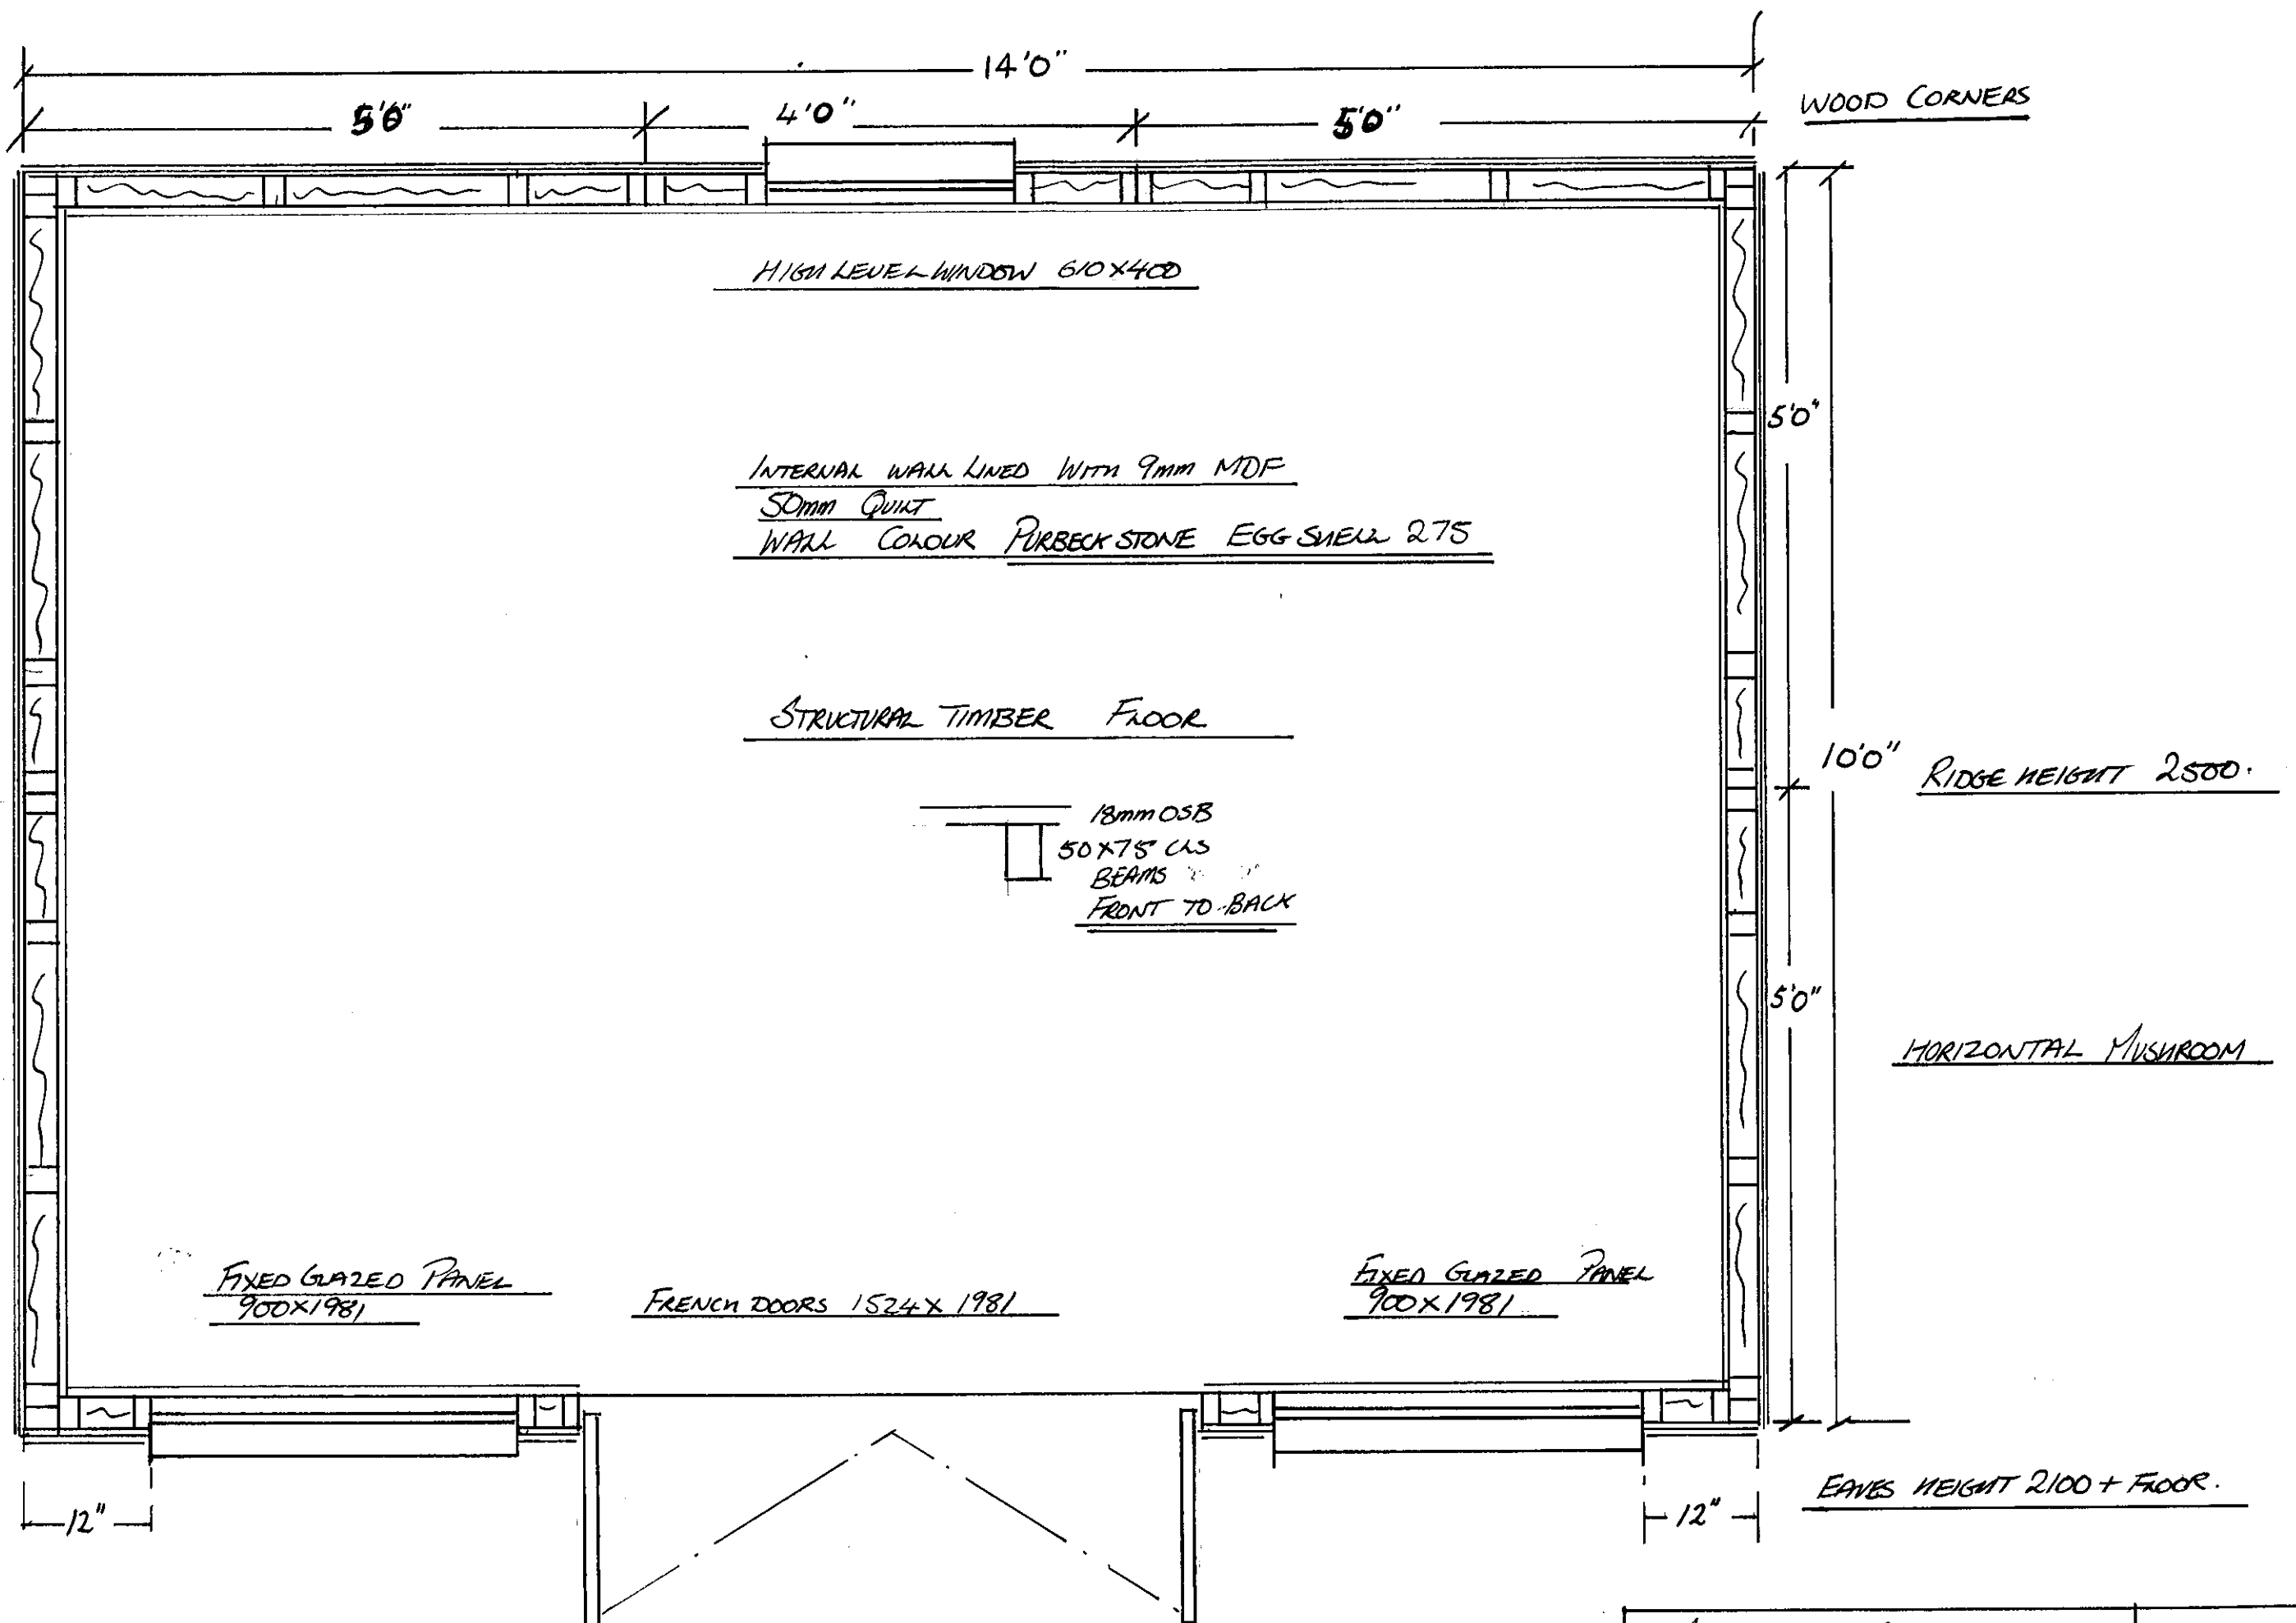 14'0"
5'0"
4'0"
5'0"
WOOD CORNERS
HIGH LEVEL WINDOW 610X400
5'0"
INTERNAL WALL LINED WITH 9mm MDF
50mm QUILT
WALL COLOUR PURBECK STONE EGG SHELL 275
STRUCTURAL TIMBER FLOOR
10'0"
RIDGE HEIGHT 2500.
18mm OSB
50X75 CLS
BEAMS
FRONT TO BACK
5'0"
HORIZONTAL MUSHROOM
FIXED GLAZED PANEL
900X1981
FRENCH DOORS 1524X1981
FIXED GLAZED PANEL
900X1981
EAVES HEIGHT 2100 + FLOOR.
12"
12"